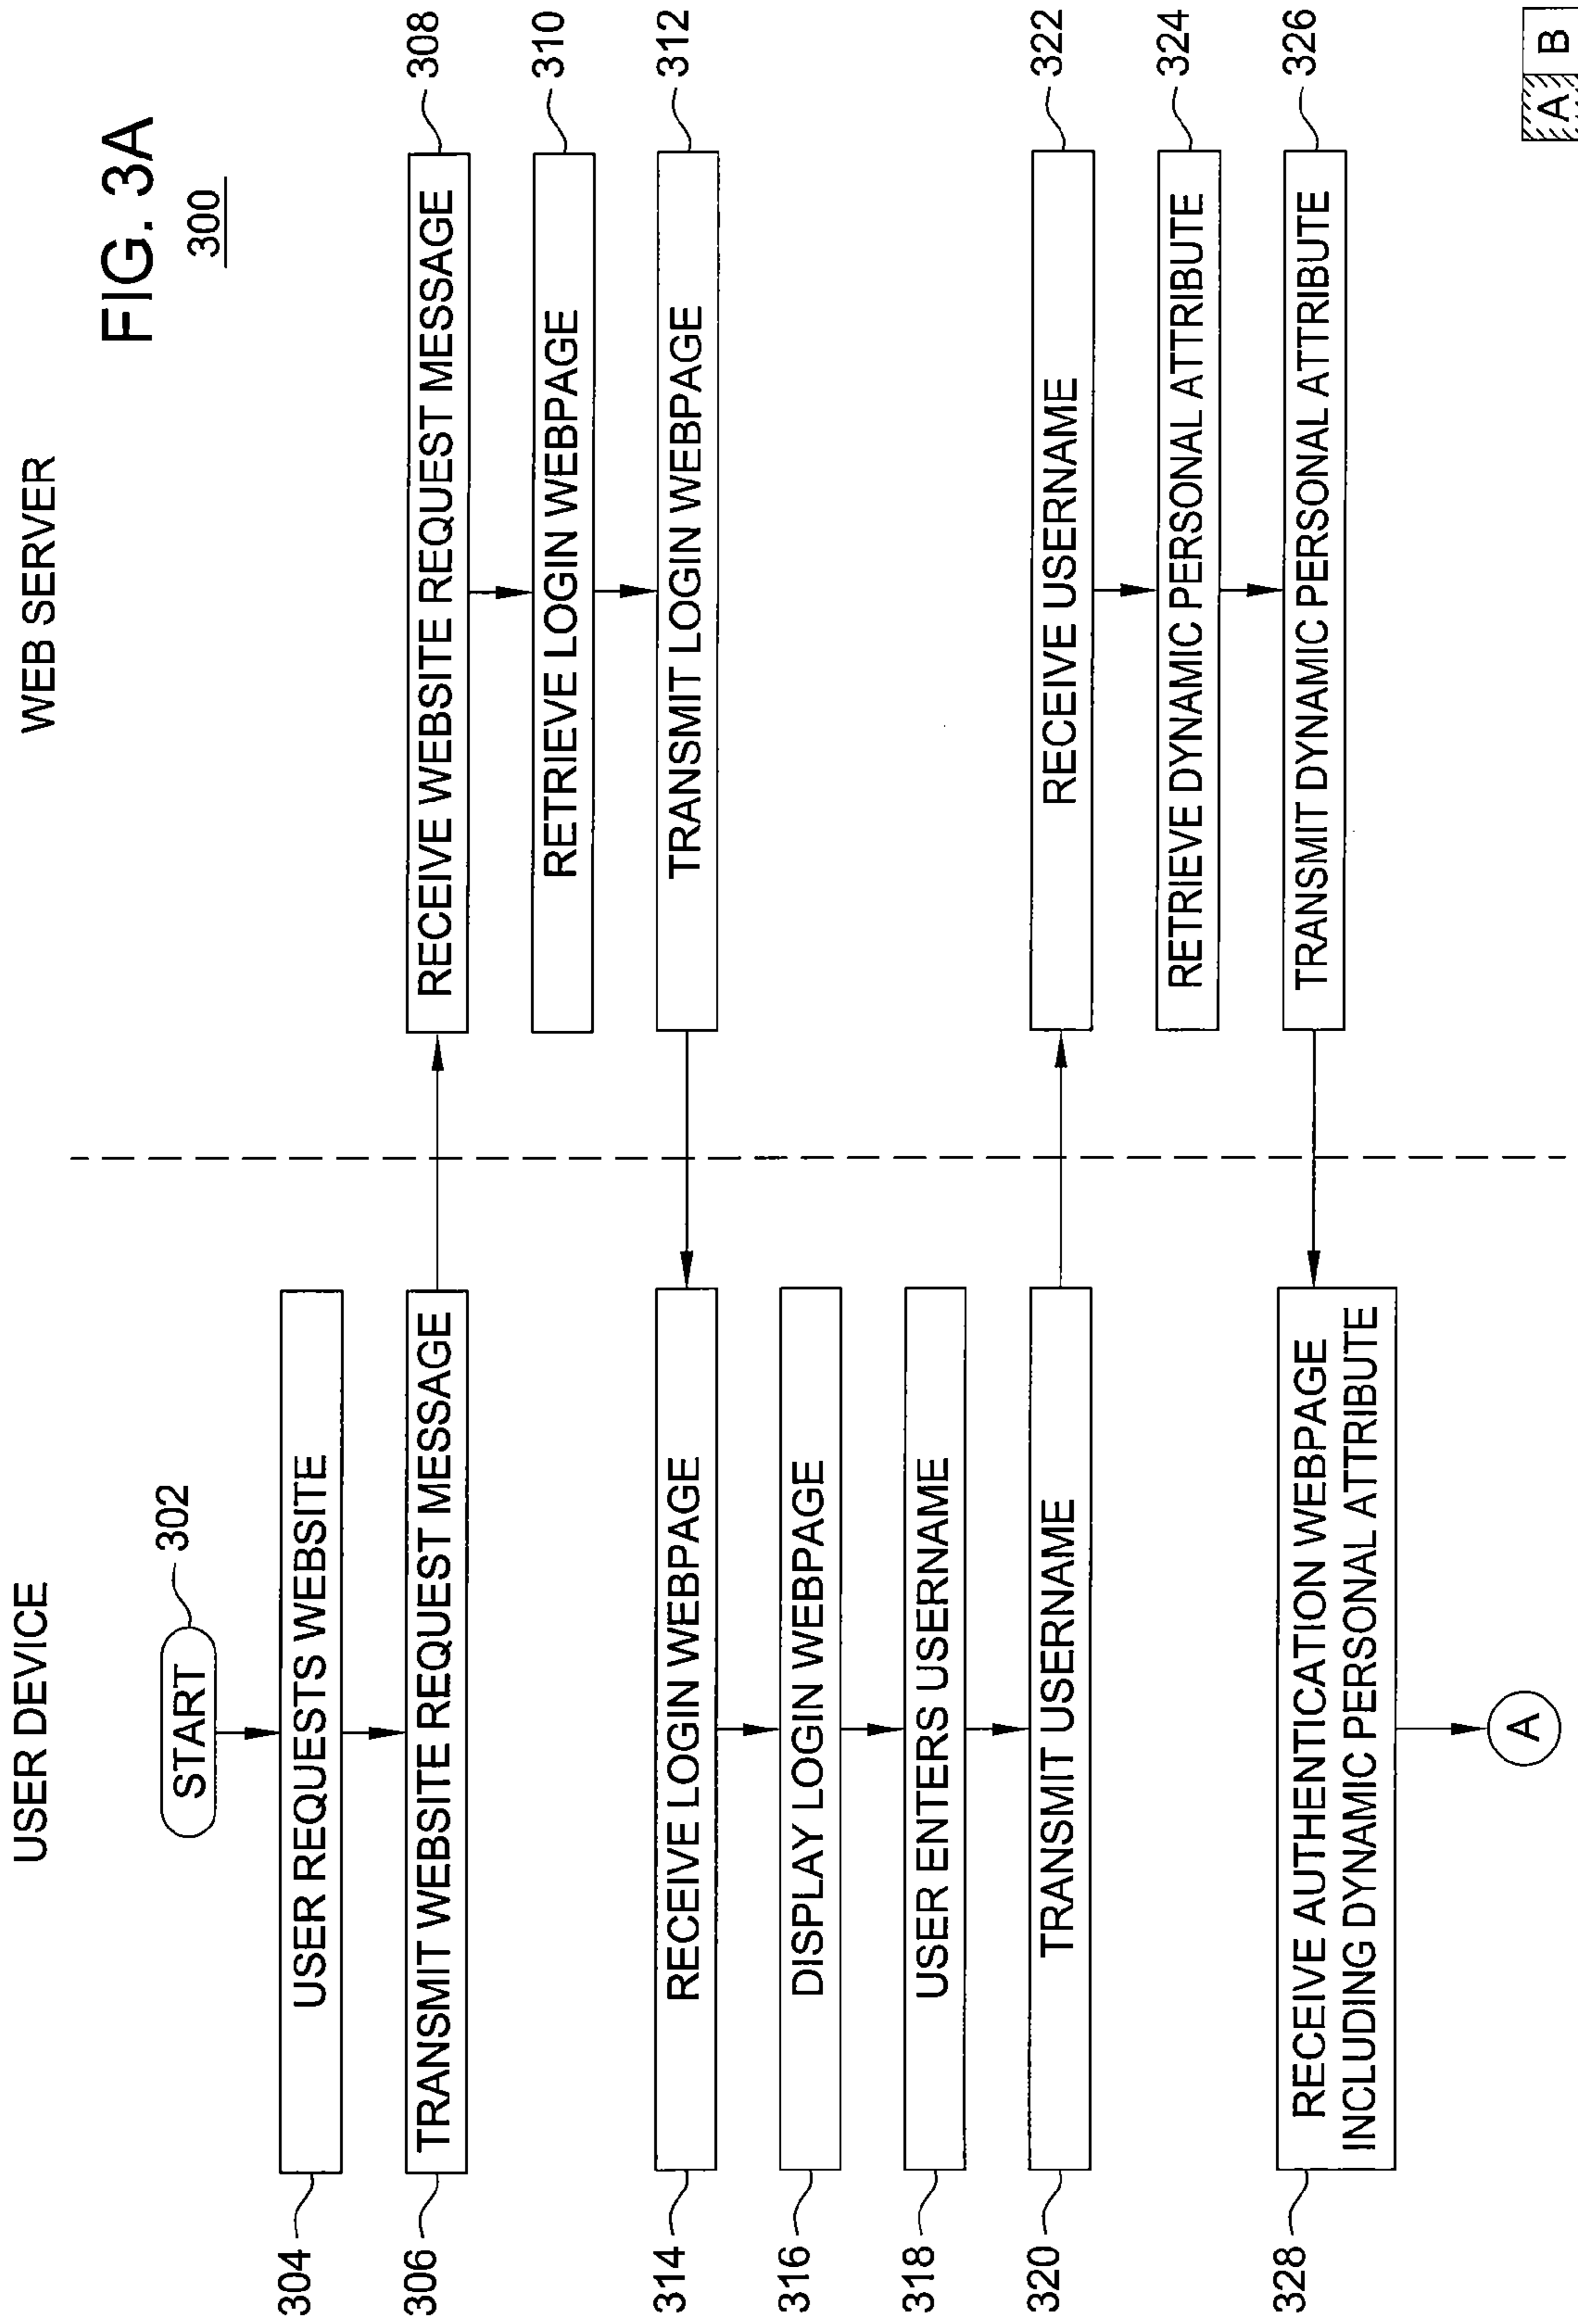 FIG. 3A
300
USER DEVICE
WEB SERVER
START
302
304
USER REQUESTS WEBSITE
306
TRANSMIT WEBSITE REQUEST MESSAGE
RECEIVE WEBSITE REQUEST MESSAGE
308
RETRIEVE LOGIN WEBPAGE
310
TRANSMIT LOGIN WEBPAGE
312
314
RECEIVE LOGIN WEBPAGE
316
DISPLAY LOGIN WEBPAGE
318
USER ENTERS USERNAME
320
TRANSMIT USERNAME
RECEIVE USERNAME
322
RETRIEVE DYNAMIC PERSONAL ATTRIBUTE
324
TRANSMIT DYNAMIC PERSONAL ATTRIBUTE
326
328
RECEIVE AUTHENTICATION WEBPAGE
INCLUDING DYNAMIC PERSONAL ATTRIBUTE
A
A B